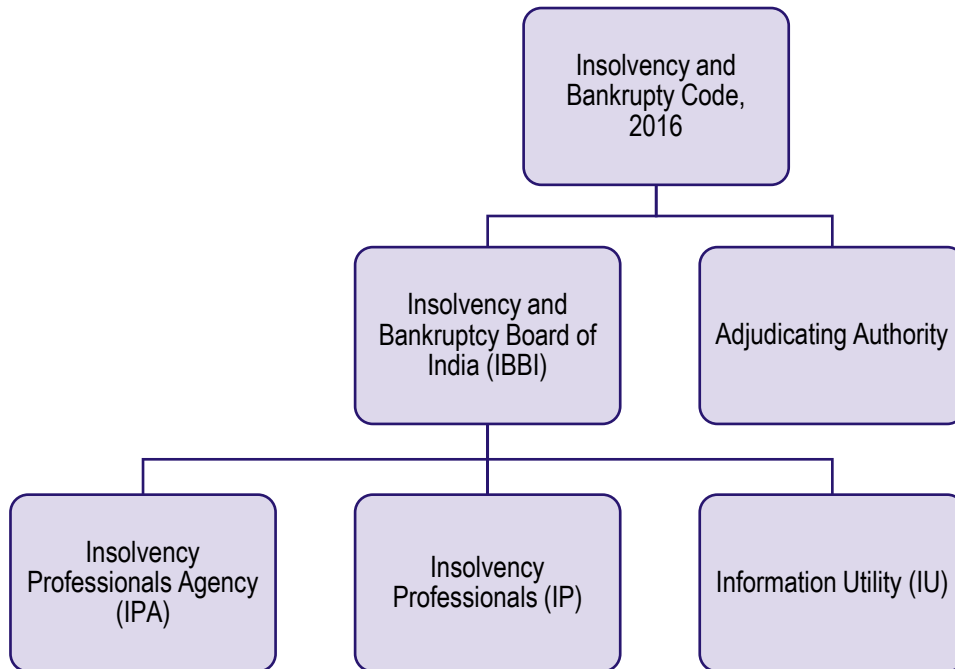 Insolvency and
Bankrupty Code,
2016
Insolvency and
Bankruptcy Board of
India (IBBI)
Adjudicating Authority
Insolvency
Professionals Agency
(IPA)
Insolvency
Professionals (IP)
Information Utility (IU)